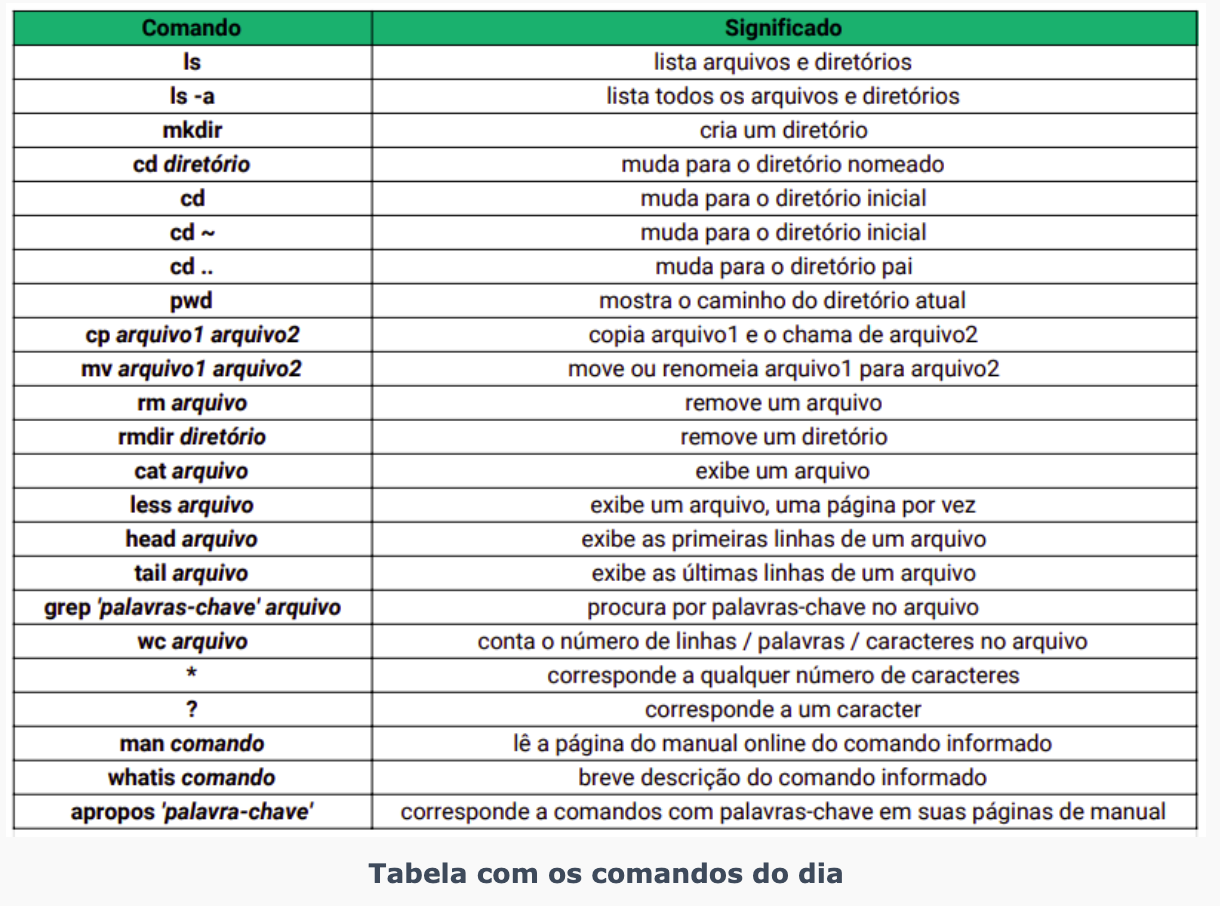 Comando Significado
ls lista arquivos e diretórios
ls -a lista todos os arquivos e diretórios
mkdir cria um diretório
cd diretório muda para o diretório nomeado
cd muda para o diretório inicial
cd ~ muda para o diretório inicial
cd .. muda para o diretório pai
pwd mostra o caminho do diretório atual
cp arquivo1 arquivo2 copia arquivo1 e o chama de arquivo2
mv arquivo1 arquivo2 move ou renomeia arquivo1 para arquivo2
rm arquivo remove um arquivo
rmdir diretório remove um diretório
cat arquivo exibe um arquivo
less arquivo exibe um arquivo, uma página por vez
head arquivo exibe as primeiras linhas de um arquivo
tail arquivo exibe as últimas linhas de um arquivo
grep 'palavras-chave' arquivo procura por palavras-chave no arquivo
wc arquivo conta o número de linhas / palavras / caracteres no arquivo
* corresponde a qualquer número de caracteres
? corresponde a um caracter
man comando lê a página do manual online do comando informado
whatis comando breve descrição do comando informado
apropos 'palavra-chave' corresponde a comandos com palavras-chave em suas páginas de manual
Tabela com os comandos do dia